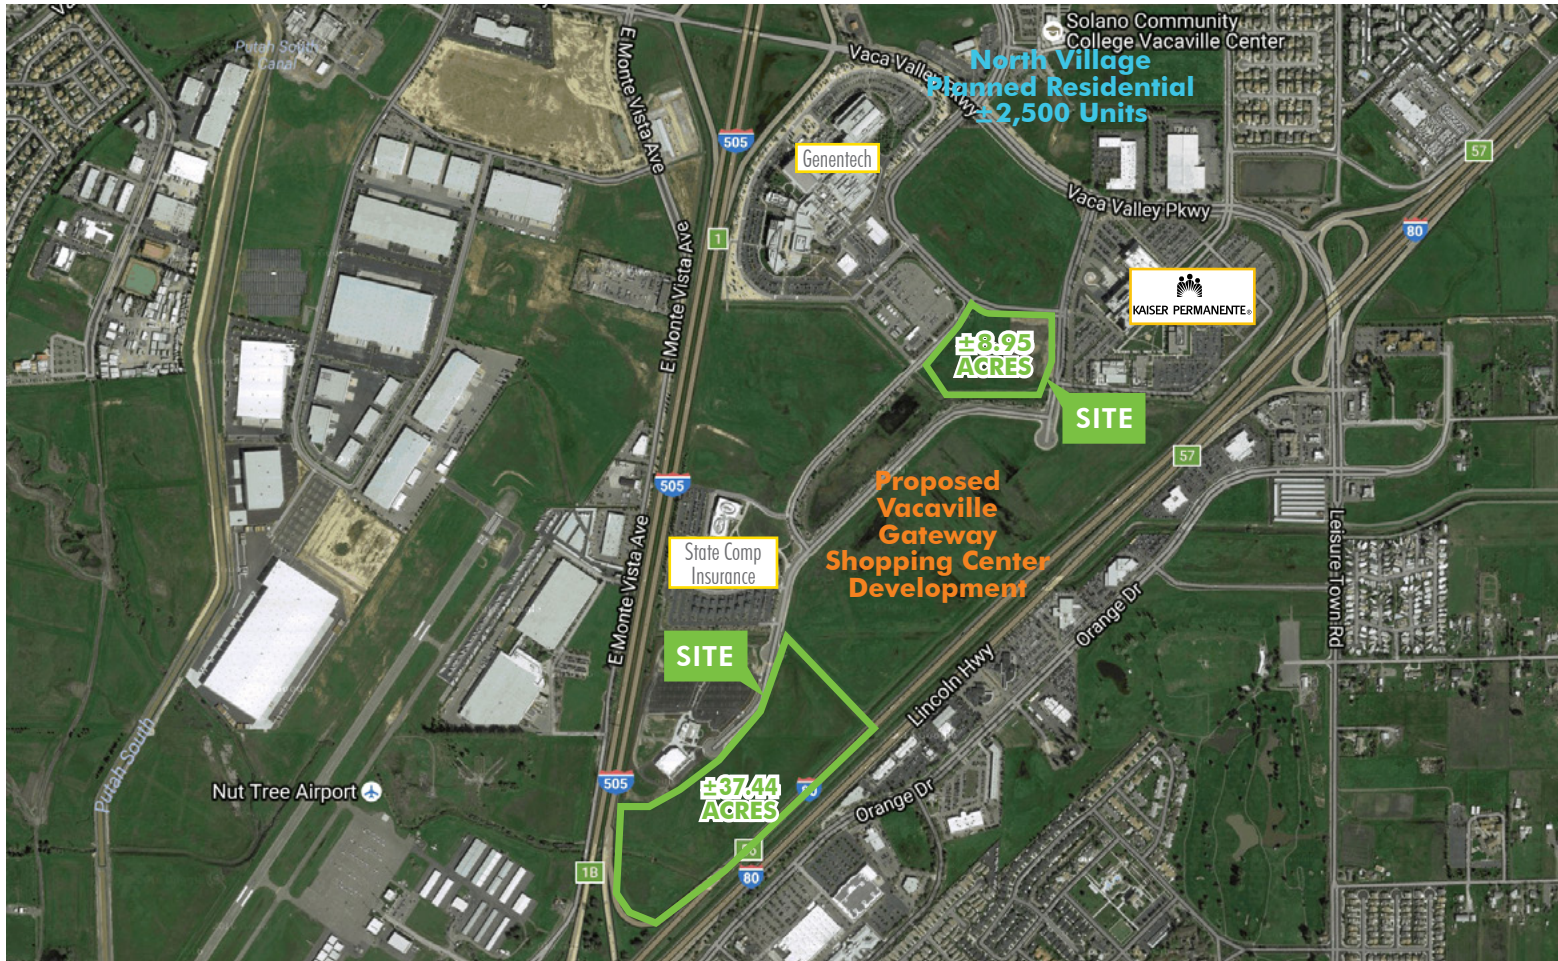 Putah South
Canal
E Monte Vista Ave
Vaca Valley Pkwy
Solano Community
College Vacaville Center
North Village
Planned Residential
±2,500 Units
505
Genentech
57
Vaca Valley Pkwy
80
1
E Monte Vista Ave
KAISER PERMANENTE®
±8.95
ACRES
SITE
57
505
Proposed
Vacaville
Gateway
Shopping Center
Development
State Comp
Insurance
E Monte Vista Ave
Leisure Town Rd
Orange Dr
SITE
Lincoln Hwy
Putah South
Nut Tree Airport
505
±37.44
ACRES
80
Orange Dr
1B
80